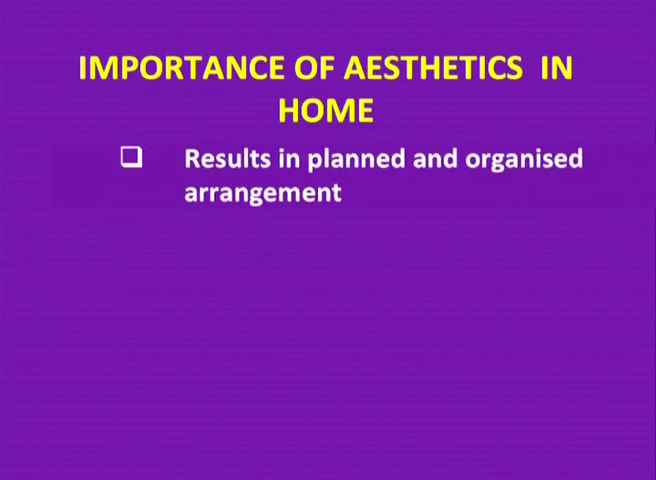 IMPORTANCE OF AESTHETICS IN
HOME
❑ Results in planned and organised
arrangement